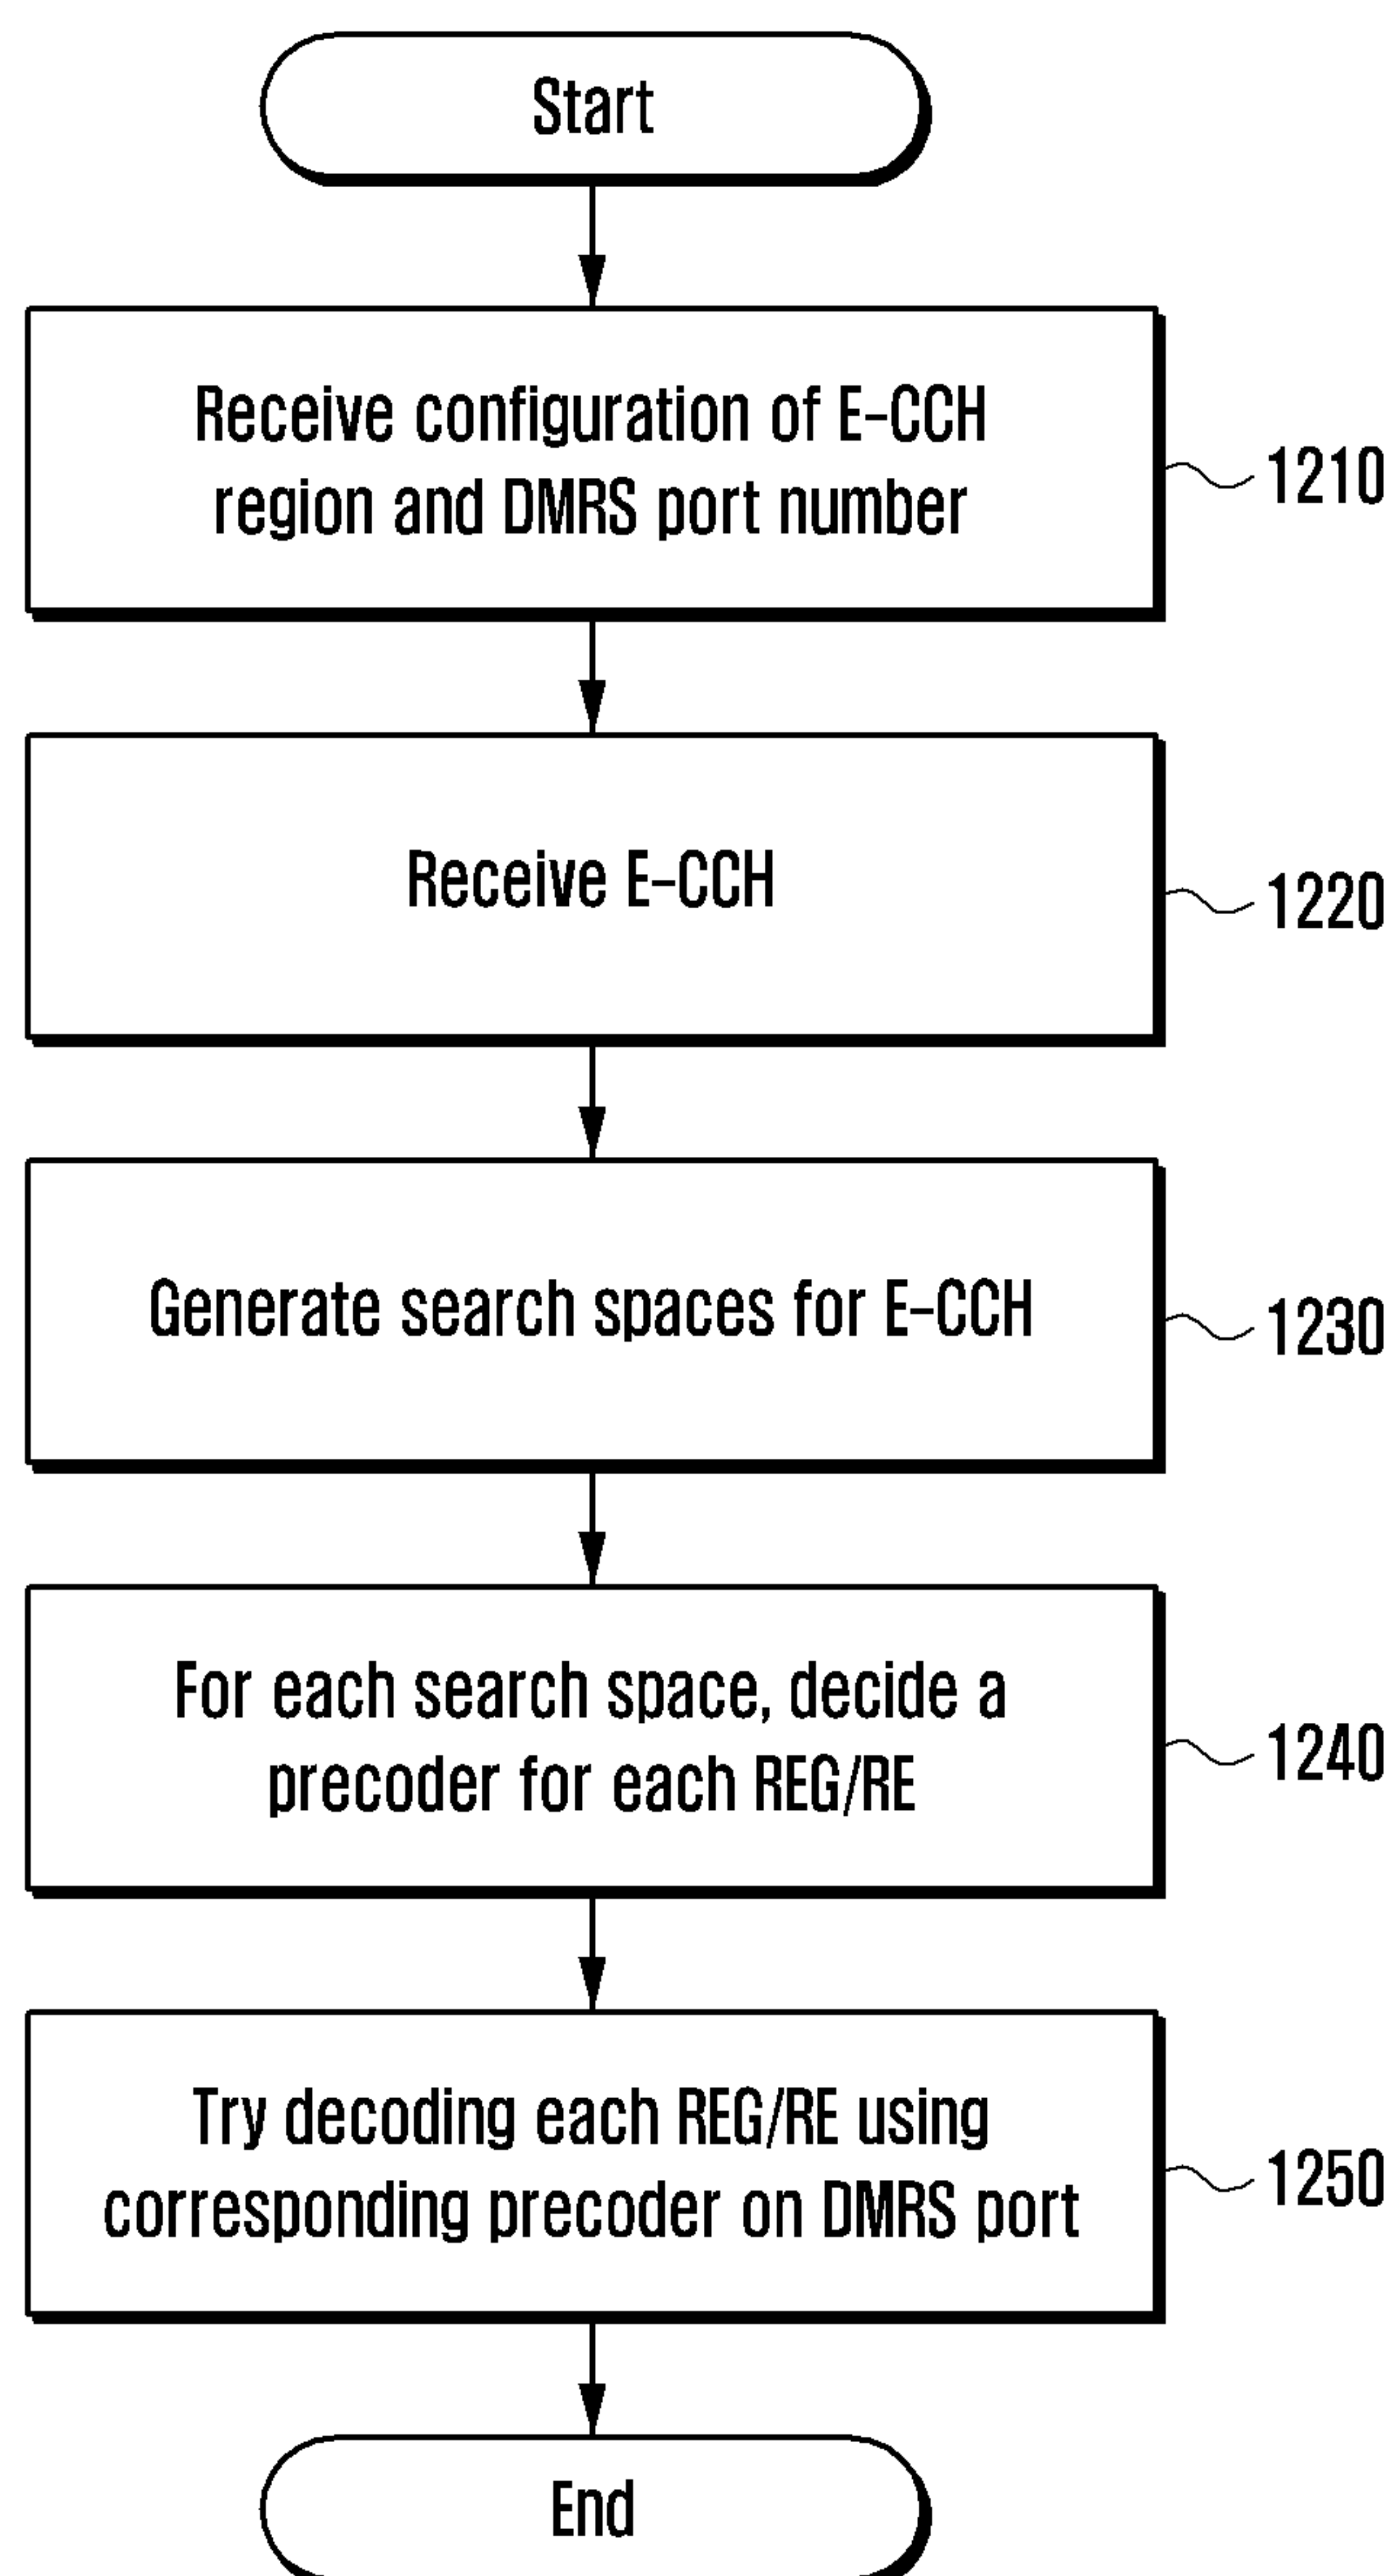 Start
Receive configuration of E-CCH
region and DMRS port number
1210
Receive E-CCH
1220
Generate search spaces for E-CCH
1230
For each search space, decide a
precoder for each REG/RE
1240
Try decoding each REG/RE using
corresponding precoder on DMRS port
1250
End